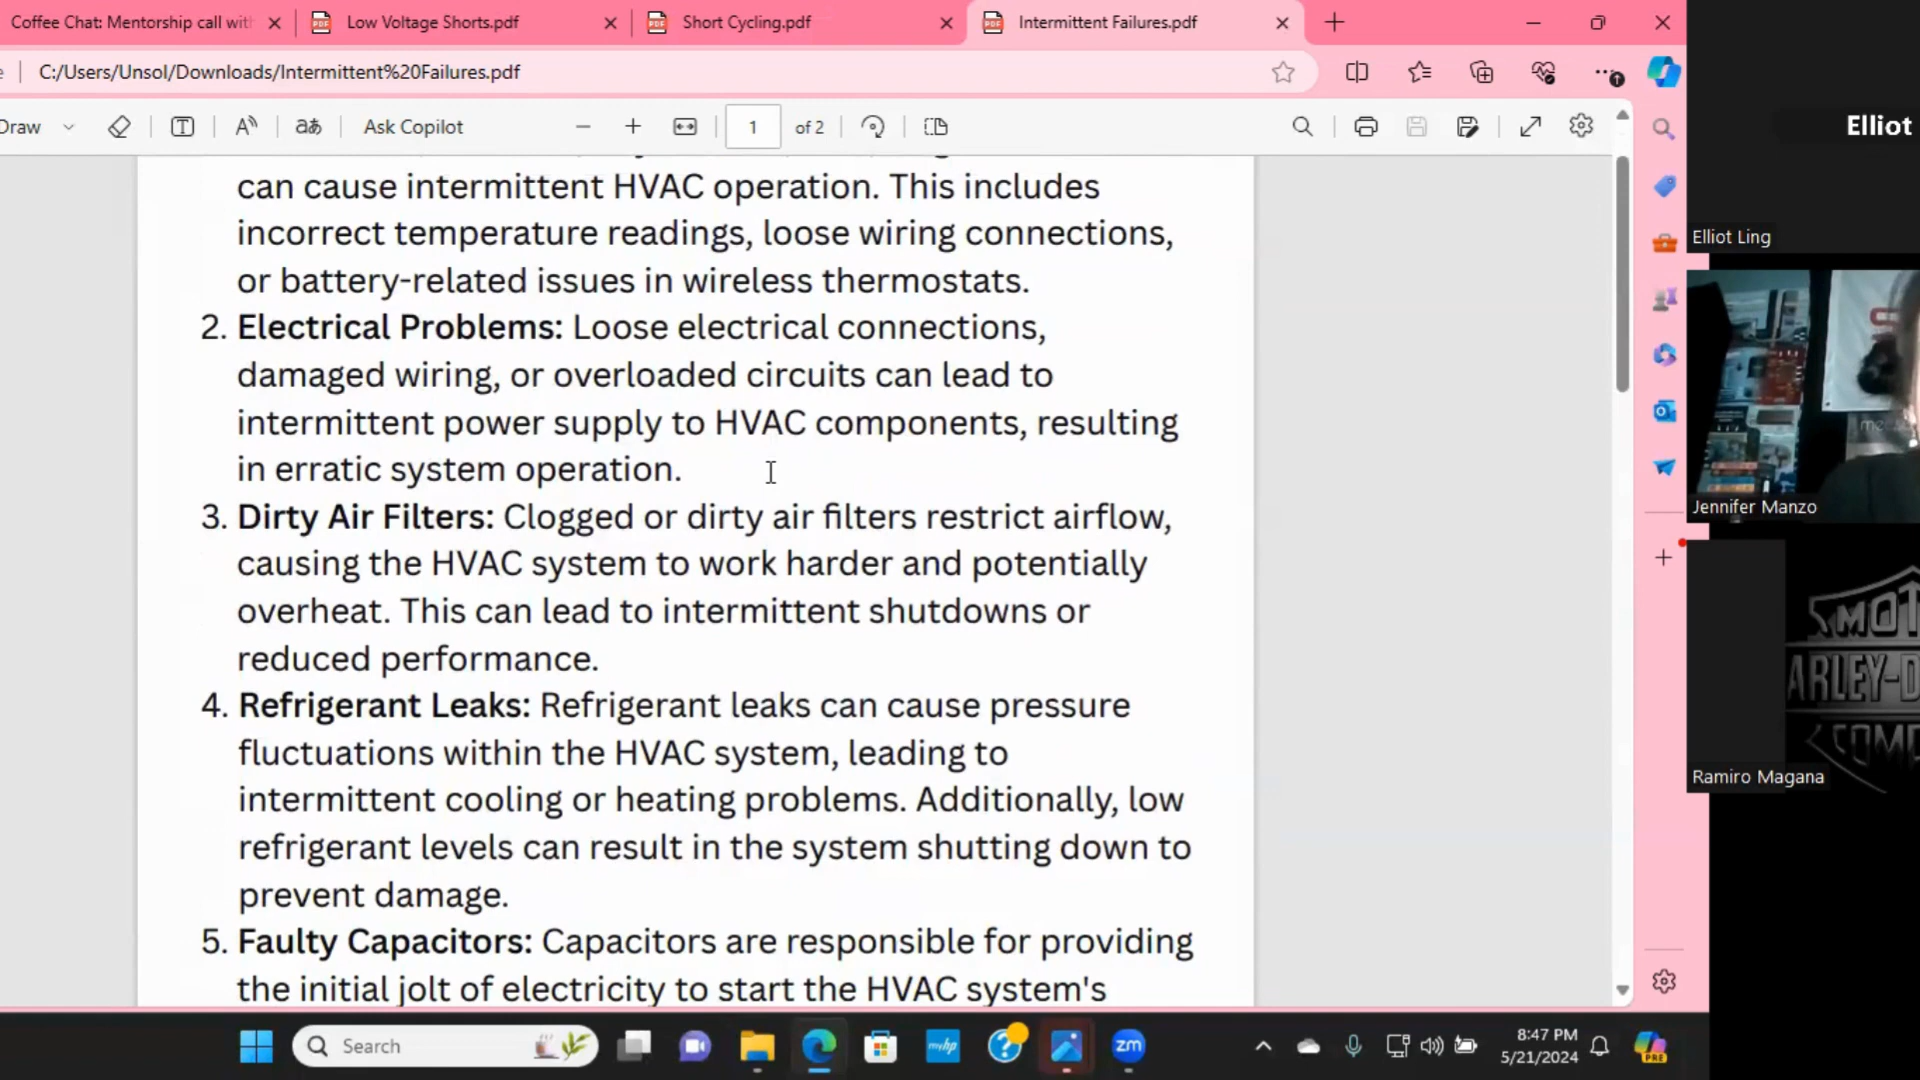 Coffee Chat: Mentorship call wit
Low Voltage Shorts.pdf
Short Cycling.pdf
Intermittent Failures.pdf
C:/Users/Unsol/Downloads/Intermittent%20Failures.pdf
Draw
Ask Copilot
1 of 2
can cause intermittent HVAC operation. This includes
incorrect temperature readings, loose wiring connections,
or battery-related issues in wireless thermostats.
2. Electrical Problems: Loose electrical connections,
damaged wiring, or overloaded circuits can lead to
intermittent power supply to HVAC components, resulting
in erratic system operation.
3. Dirty Air Filters: Clogged or dirty air filters restrict airflow,
causing the HVAC system to work harder and potentially
overheat. This can lead to intermittent shutdowns or
reduced performance.
4. Refrigerant Leaks: Refrigerant leaks can cause pressure
fluctuations within the HVAC system, leading to
intermittent cooling or heating problems. Additionally, low
refrigerant levels can result in the system shutting down to
prevent damage.
5. Faulty Capacitors: Capacitors are responsible for providing
the initial jolt of electricity to start the HVAC system's
Elliot
Elliot Ling
Jennifer Manzo
MOT
ARLEY-D
COM
Ramiro Magana
Search
myhp
zm
8:47 PM
5/21/2024
PRE